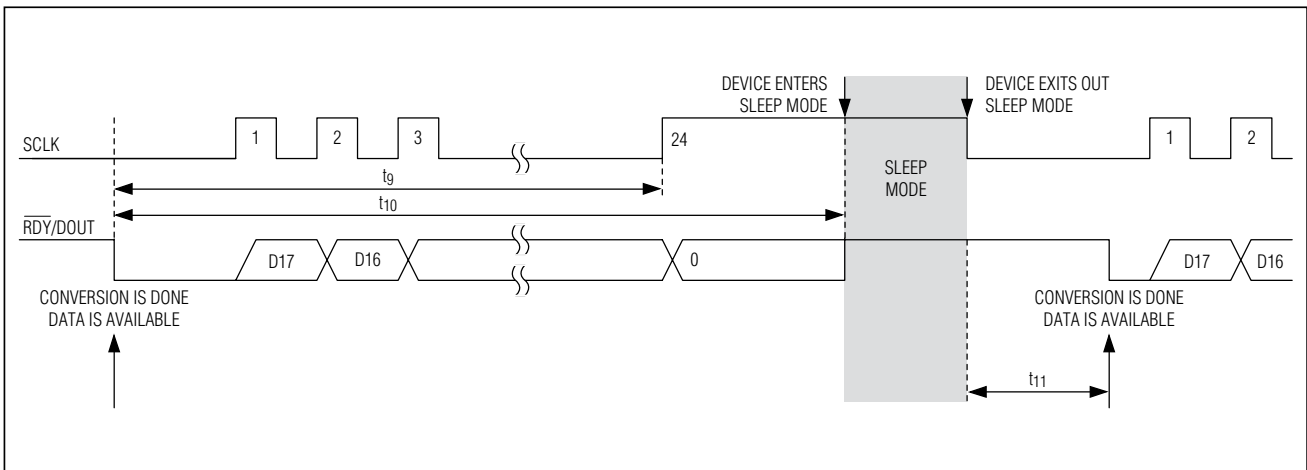 DEVICE ENTERS
SLEEP MODE
DEVICE EXITS OUT
SLEEP MODE
SCLK
1
2
3
24
1
2
SLEEP
MODE
t9
t10
RDY/DOUT
D17
D16
0
D17
D16
CONVERSION IS DONE
DATA IS AVAILABLE
CONVERSION IS DONE
DATA IS AVAILABLE
t11